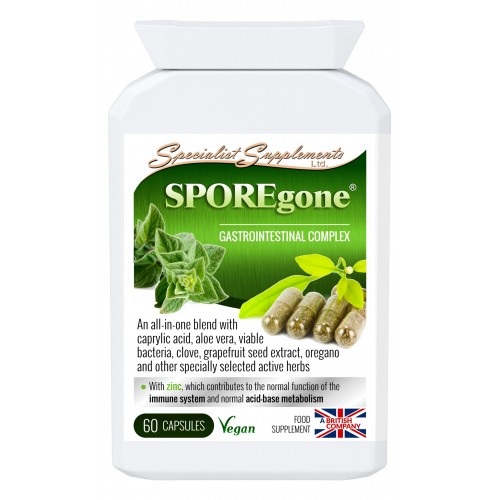 Specialist Supplements
Ltd.
SPOREgone®
GASTROINTESTINAL COMPLEX
An all-in-one blend with
caprylic acid, aloe vera, viable
bacteria, clove, grapefruit seed extract, oregano
and other specially selected active herbs
• With zinc, which contributes to the normal function of the
immune system and normal acid-base metabolism
60 CAPSULES
Vegan
FOOD
SUPPLEMENT
A BRITISH
COMPANY